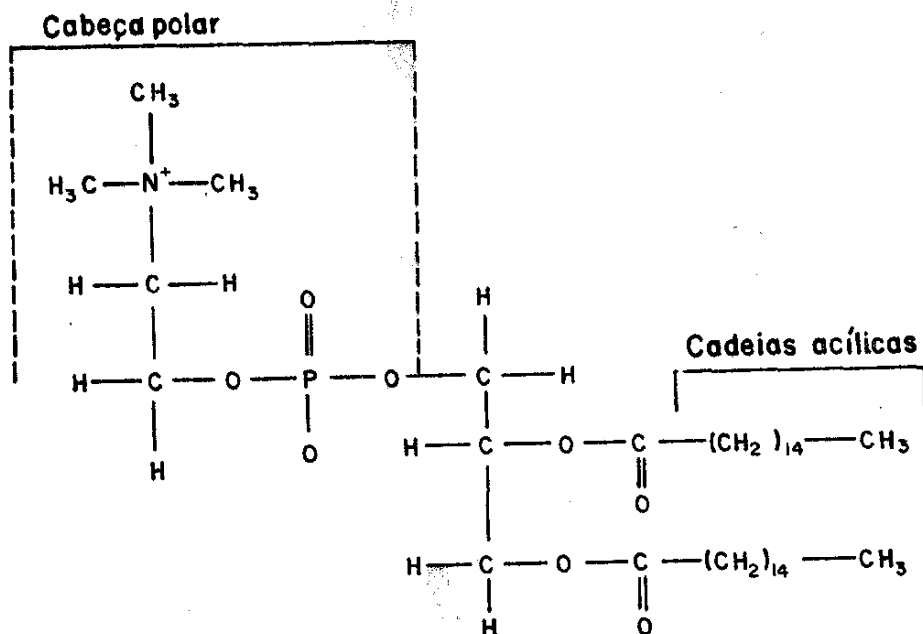 Cabeça polar
CH₃
H₃C—N⁺—CH₃
H—C—H
O
H
Cadeias acílicas
H—C—O—P—O—C—H
H—C—O—C—(CH₂)₁₄—CH₃
H
O
O
H—C—O—C—(CH₂)₁₄—CH₃
H
O